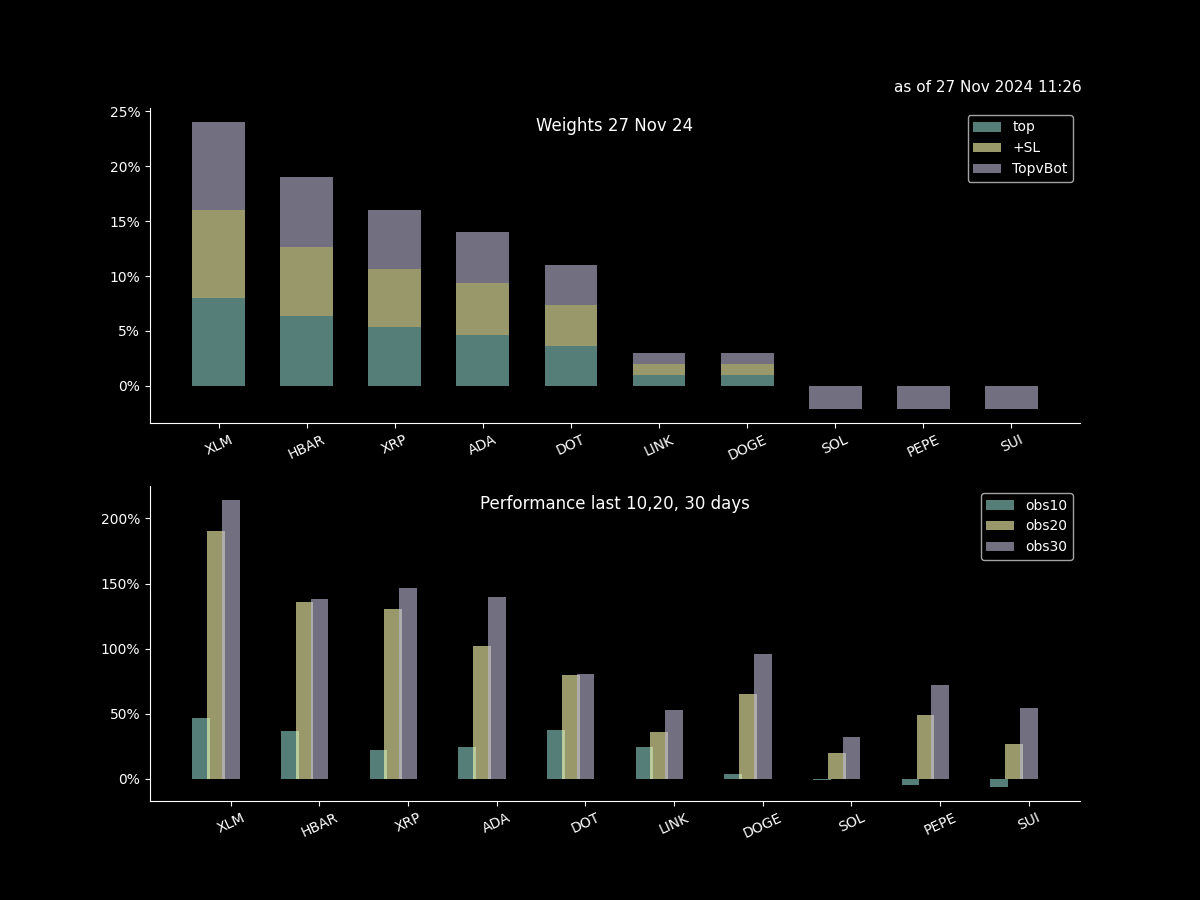 as of 27 Nov 2024 11:26
Weights 27 Nov 24
top
+SL
TopvBot
25%
20%
15%
10%
5%
0%
XLM HBAR XRP ADA DOT LINK DOGE SOL PEPE SUI
Performance last 10,20, 30 days
obs10
obs20
obs30
200%
150%
100%
50%
0%
XLM HBAR XRP ADA DOT LINK DOGE SOL PEPE SUI